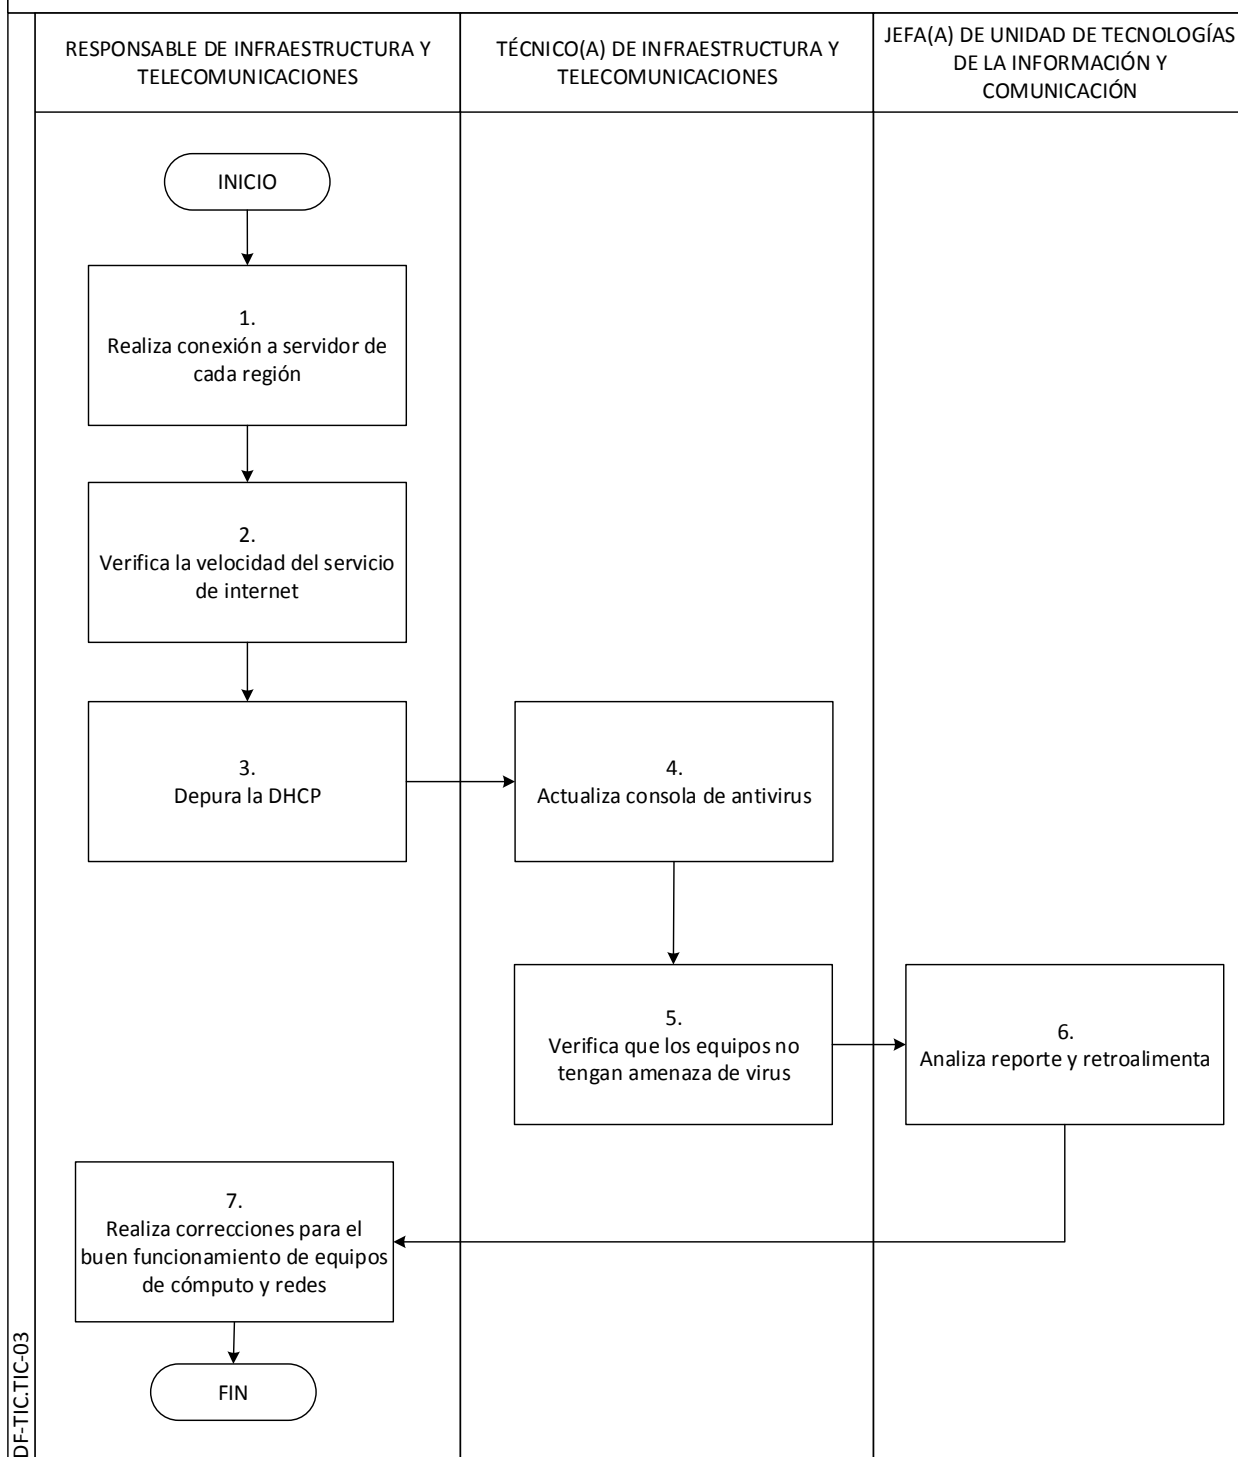 RESPONSABLE DE INFRAESTRUCTURA Y
TELECOMUNICACIONES
TÉCNICO(A) DE INFRAESTRUCTURA Y
TELECOMUNICACIONES
JEFA(A) DE UNIDAD DE TECNOLOGÍAS
DE LA INFORMACIÓN Y
COMUNICACIÓN
INICIO
1.
Realiza conexión a servidor de
cada región
2.
Verifica la velocidad del servicio
de internet
3.
Depura la DHCP
4.
Actualiza consola de antivirus
5.
Verifica que los equipos no
tengan amenaza de virus
6.
Analiza reporte y retroalimenta
7.
Realiza correcciones para el
buen funcionamiento de equipos
de cómputo y redes
FIN
DF-TIC.TIC-03